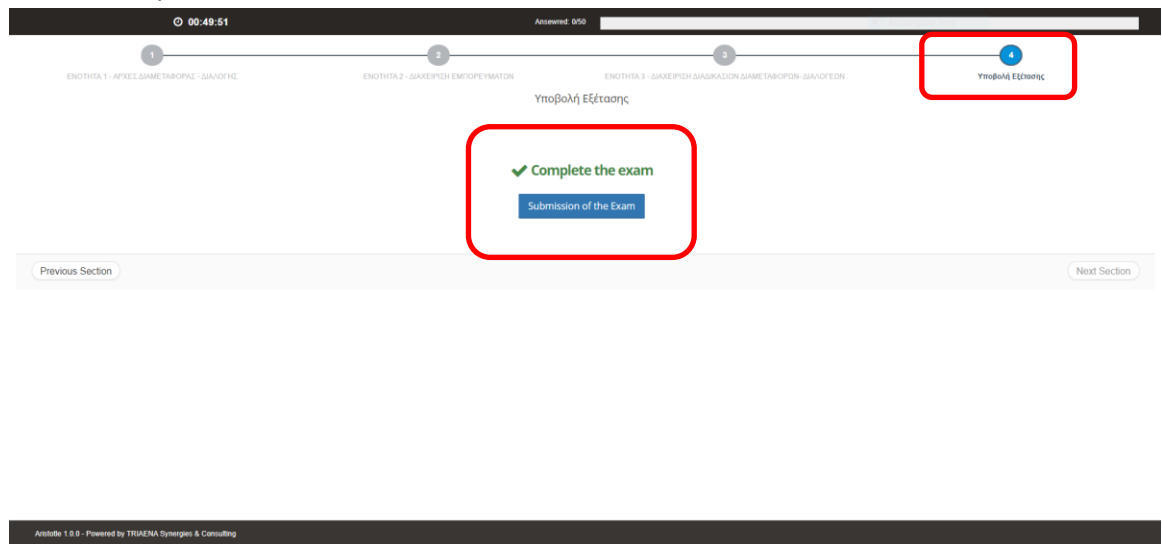 00:49:51
Ansewred: 0/50
1
2
3
4
ΕΝΟΤΗΤΑ 1 - ΑΡΧΕΣ ΔΙΑΜΕΤΑΦΟΡΑΣ - ΔΙΑΛΟΓΗΣ
ΕΝΟΤΗΤΑ 2 - ΔΙΑΧΕΙΡΙΣΗ ΕΜΠΟΡΕΥΜΑΤΩΝ
ΕΝΟΤΗΤΑ 3 - ΔΙΑΧΕΙΡΙΣΗ ΔΙΑΔΙΚΑΣΙΩΝ ΔΙΑΜΕΤΑΦΟΡΩΝ- ΔΙΑΛΟΓΕΩΝ
Υποβολή Εξέτασης
Υποβολή Εξέτασης
Complete the exam
Submission of the Exam
Previous Section
Next Section
Aristotle 1.0.0 - Powered by TRIAENA Synergies & Consulting